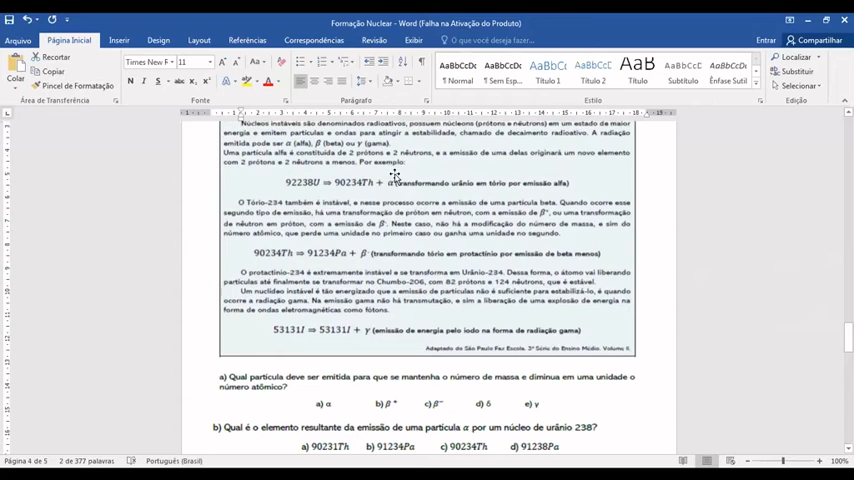 Formação Nuclear - Word (Falha na Ativação do Produto)
Arquivo Página Inicial Inserir Design Layout Referências Correspondências Revisão Exibir O que você deseja fazer... Entrar Compartilhar
Colar
Recortar
Copiar
Pincel de Formatação
Área de Transferência
Times New R 11
N I S abc
Fonte
Parágrafo
AaBbCcDc AaBbCcDc AaBbCc AaBbCcC AaB AaBbCcC AaBbCcDc
¶ Normal ¶ Sem Esp... Título 1 Título 2 Título Subtítulo Ênfase Sutil
Estilo
Localizar
Substituir
Selecionar
Edição
Núcleos instáveis são denominados radioativos, possuem núcleos (prótons e nêutrons) em um estado de maior
energia e emitem partículas e ondas para atingir a estabilidade, chamado de decaimento radioativo. A radiação
emitida pode ser α (alfa), β (beta) ou γ (gama).
Uma partícula alfa é constituída de 2 prótons e 2 nêutrons, e a emissão de uma delas originará um novo elemento
com 2 prótons e 2 nêutrons a menos. Por exemplo:
92238U ⇒ 90234Th + α (transformando urânio em tório por emissão alfa)
O Tório-234 também é instável, e nesse processo ocorre a emissão de uma partícula beta. Quando ocorre esse
segundo tipo de emissão, há uma transformação de próton em nêutron, com a emissão de β⁺, ou uma transformação
de nêutron em próton, com a emissão de β⁻. Neste caso, não há a modificação do número de massa, e sim do
número atômico, que perde uma unidade no primeiro caso ou ganha uma unidade no segundo.
90234Th ⇒ 91234Pa + β⁻ (transformando tório em protactínio por emissão de beta menos)
O protactínio-234 é extremamente instável e se transforma em Urânio-234. Dessa forma, o átomo vai liberando
partículas até finalmente se transformar no Chumbo-206, com 82 prótons e 124 nêutrons, que é estável.
Um nuclídeo instável é tão energizado que a emissão de partículas não é suficiente para estabilizá-lo, é quando
ocorre a radiação gama. Na emissão gama não há transmutação, e sim a liberação de uma explosão de energia na
forma de ondas eletromagnéticas como fótons.
53131I ⇒ 53131I + γ (emissão de energia pelo iodo na forma de radiação gama)
Adaptado do São Paulo Faz Escola. 3ª Série do Ensino Médio. Volume II.
a) Qual partícula deve ser emitida para que se mantenha o número de massa e diminua em uma unidade o
número atômico?
a) α b) β⁺ c) β⁻ d) δ e) γ
b) Qual é o elemento resultante da emissão de uma partícula α por um núcleo de urânio 238?
a) 90231Th b) 91234Pa c) 90234Th d) 91238Pa
Página 4 de 5 2 de 377 palavras Português (Brasil) 100%